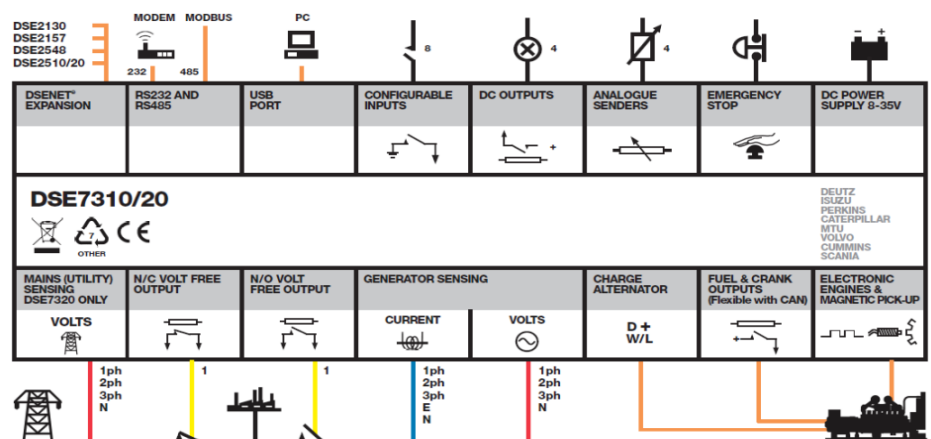 DSE2130
DSE2157
DSE2548
DSE2510/20
MODEM
MODBUS
PC
232
485
8
4
4
- +
DSENET®
EXPANSION
RS232 AND
RS485
USB
PORT
CONFIGURABLE
INPUTS
DC OUTPUTS
ANALOGUE
SENDERS
EMERGENCY
STOP
DC POWER
SUPPLY 8-35V
+
DSE7310/20
7
OTHER
CE
DEUTZ
ISUZU
PERKINS
CATERPILLAR
MTU
VOLVO
CUMMINS
SCANIA
MAINS (UTILITY)
SENSING
DSE7320 ONLY
VOLTS
N/C VOLT FREE
OUTPUT
N/O VOLT
FREE OUTPUT
GENERATOR SENSING
CURRENT
VOLTS
CHARGE
ALTERNATOR
D +
W/L
FUEL & CRANK
OUTPUTS
(Flexible with CAN)
+
ELECTRONIC
ENGINES &
MAGNETIC PICK-UP
1ph
2ph
3ph
N
1
1
1ph
2ph
3ph
E
N
1ph
2ph
3ph
N